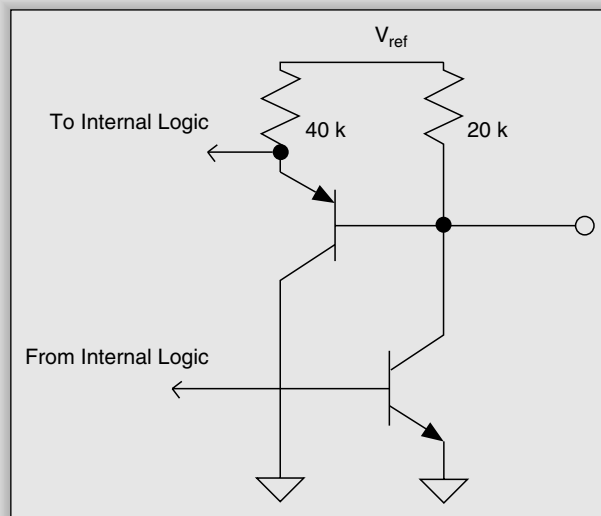 Vref
To Internal Logic
40 k
20 k
From Internal Logic